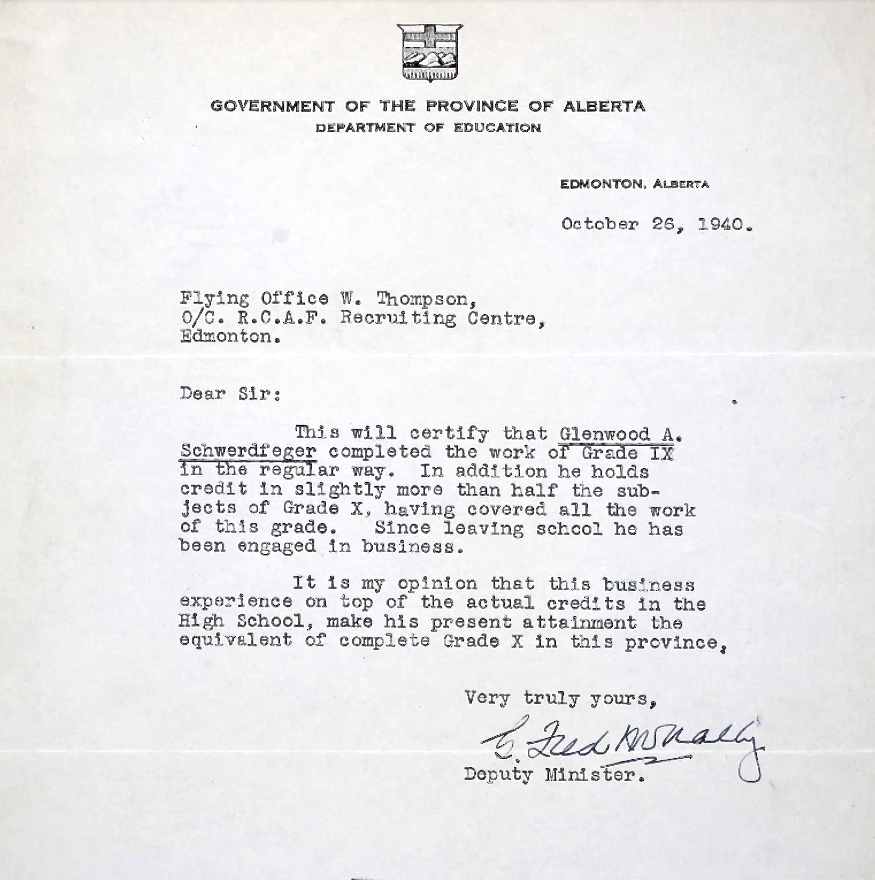 GOVERNMENT OF THE PROVINCE OF ALBERTA
DEPARTMENT OF EDUCATION
EDMONTON, ALBERTA
October 26, 1940.
Flying Office W. Thompson,
O/C. R.C.A.F. Recruiting Centre,
Edmonton.
Dear Sir:
This will certify that Glenwood A.
Schwerdfeger completed the work of Grade IX
in the regular way. In addition he holds
credit in slightly more than half the sub-
jects of Grade X, having covered all the work
of this grade. Since leaving school he has
been engaged in business.
It is my opinion that this business
experience on top of the actual credits in the
High School, make his present attainment the
equivalent of complete Grade X in this province,
Very truly yours,
G. Fred McNally
Deputy Minister.